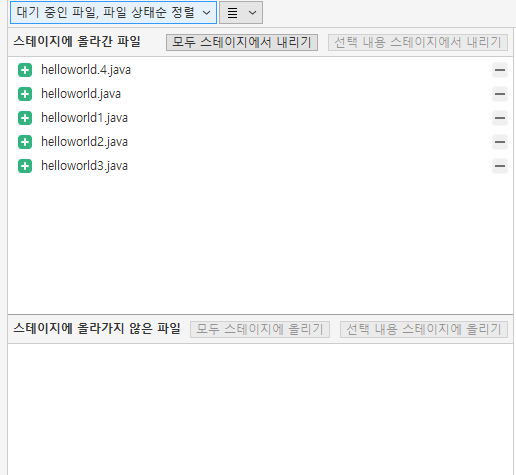 대기 중인 파일, 파일 상태순 정렬
스테이지에 올라간 파일 모두 스테이지에서 내리기 선택 내용 스테이지에서 내리기
helloworld.4.java
helloworld.java
helloworld1.java
helloworld2.java
helloworld3.java
스테이지에 올라가지 않은 파일 모두 스테이지에 올리기 선택 내용 스테이지에 올리기